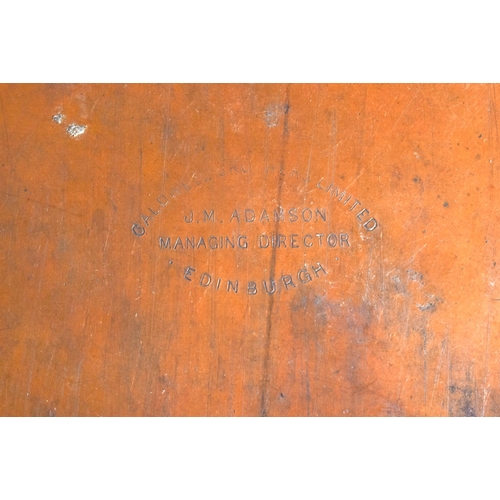 LIMITED
J.M. ADAMSON
MANAGING DIRECTOR
EDINBURGH